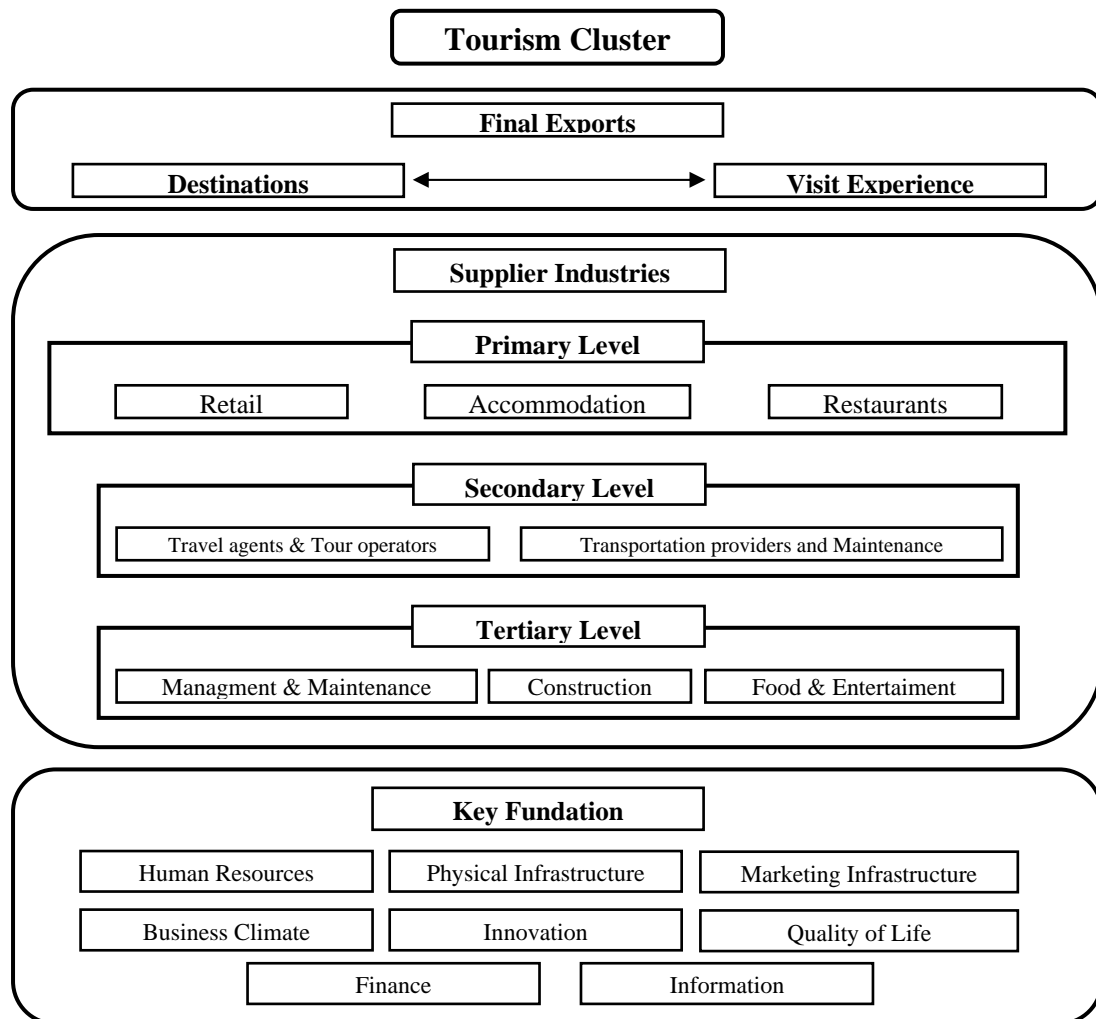 Tourism Cluster
Final Exports
Destinations Visit Experience
Supplier Industries
Primary Level
Retail Accommodation Restaurants
Secondary Level
Travel agents & Tour operators Transportation providers and Maintenance
Tertiary Level
Managment & Maintenance Construction Food & Entertaiment
Key Fundation
Human Resources Physical Infrastructure Marketing Infrastructure
Business Climate Innovation Quality of Life
Finance Information